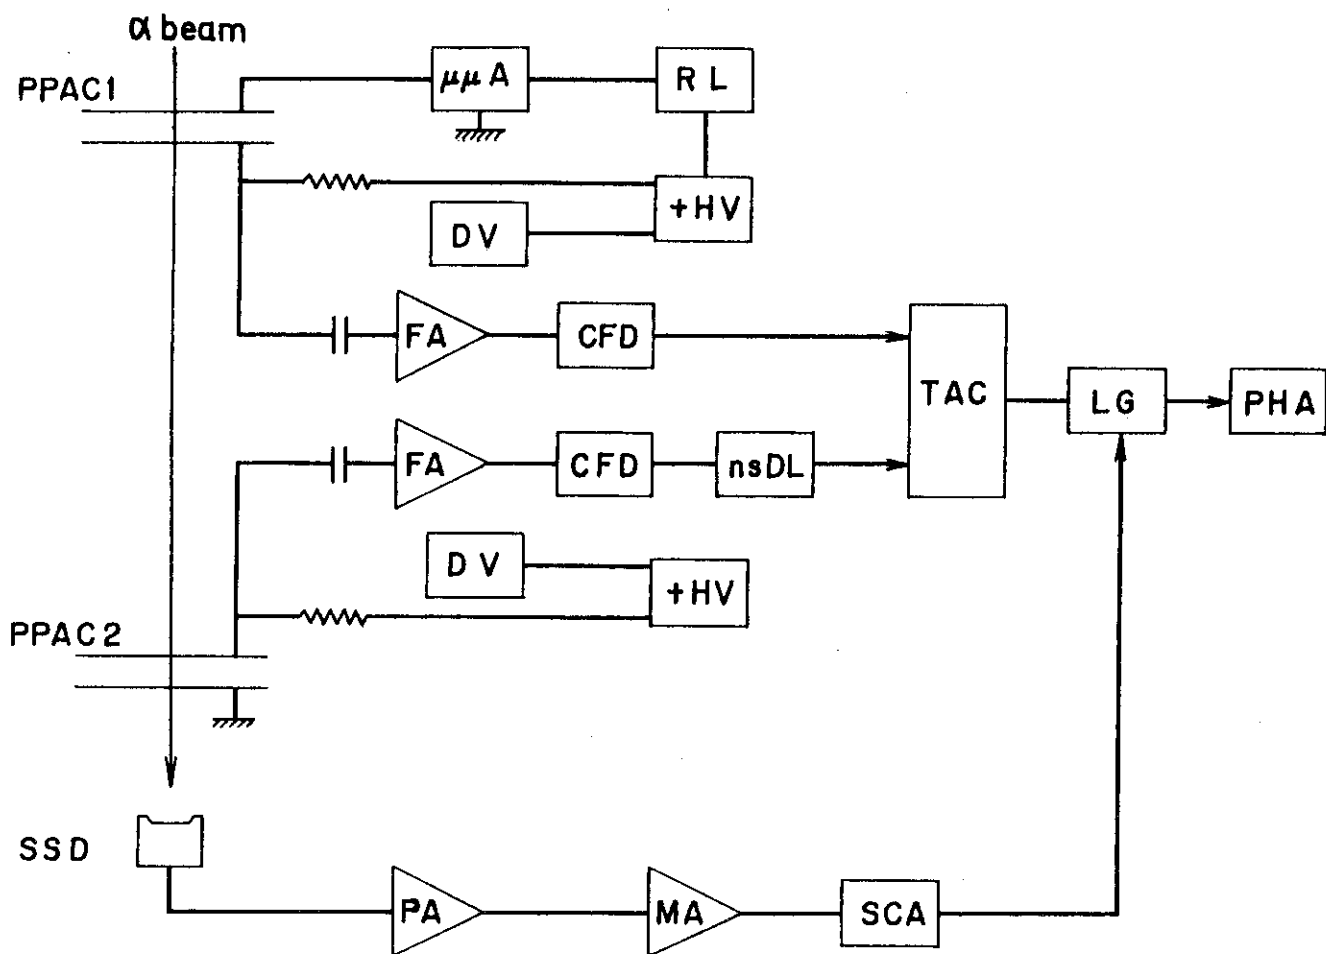 α beam
PPAC1
μμA
RL
+HV
DV
FA
CFD
TAC
LG
PHA
FA
CFD
nsDL
DV
+HV
PPAC2
SSD
PA
MA
SCA